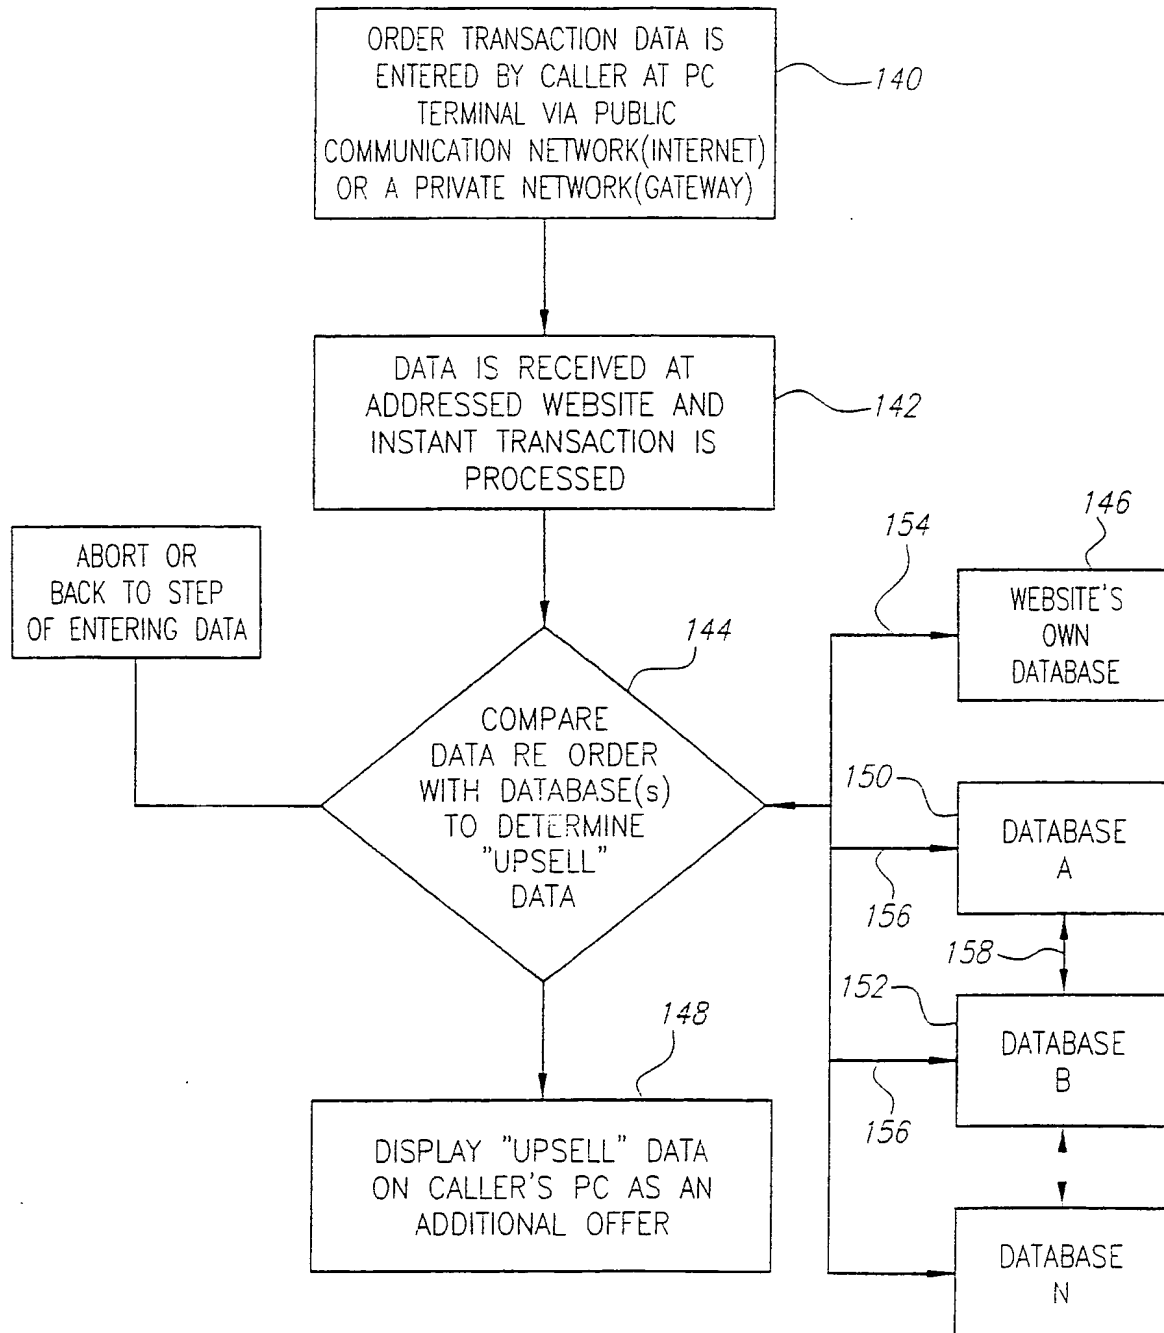 ORDER TRANSACTION DATA IS
ENTERED BY CALLER AT PC
TERMINAL VIA PUBLIC
COMMUNICATION NETWORK(INTERNET)
OR A PRIVATE NETWORK(GATEWAY)
140
DATA IS RECEIVED AT
ADDRESSED WEBSITE AND
INSTANT TRANSACTION IS
PROCESSED
142
ABORT OR
BACK TO STEP
OF ENTERING DATA
144
COMPARE
DATA RE ORDER
WITH DATABASE(s)
TO DETERMINE
"UPSELL"
DATA
154
146
WEBSITE'S
OWN
DATABASE
150
DATABASE
A
156
158
152
DATABASE
B
156
148
DISPLAY "UPSELL" DATA
ON CALLER'S PC AS AN
ADDITIONAL OFFER
DATABASE
N